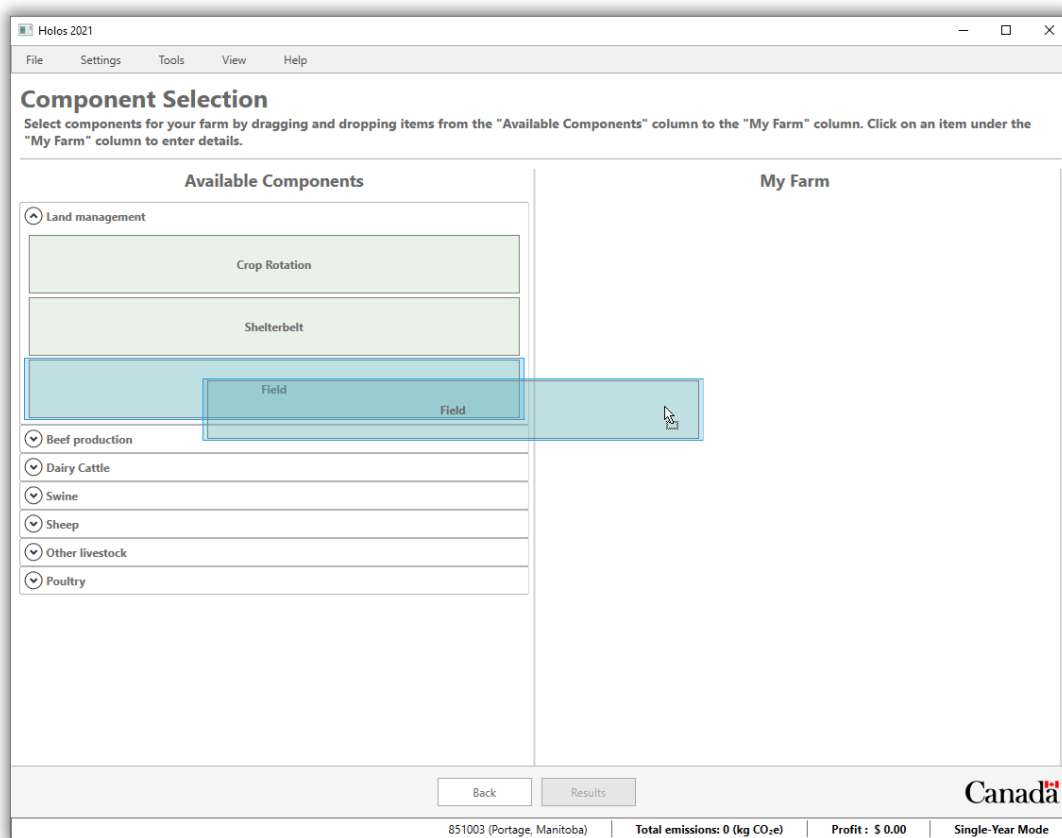 Holos 2021
File Settings Tools View Help
Component Selection
Select components for your farm by dragging and dropping items from the "Available Components" column to the "My Farm" column. Click on an item under the
"My Farm" column to enter details.
Available Components
My Farm
Land management
Crop Rotation
Shelterbelt
Field
Field
Beef production
Dairy Cattle
Swine
Sheep
Other livestock
Poultry
Back Results
Canada
851003 (Portage, Manitoba) Total emissions: 0 (kg CO₂e) Profit : $ 0.00 Single-Year Mode